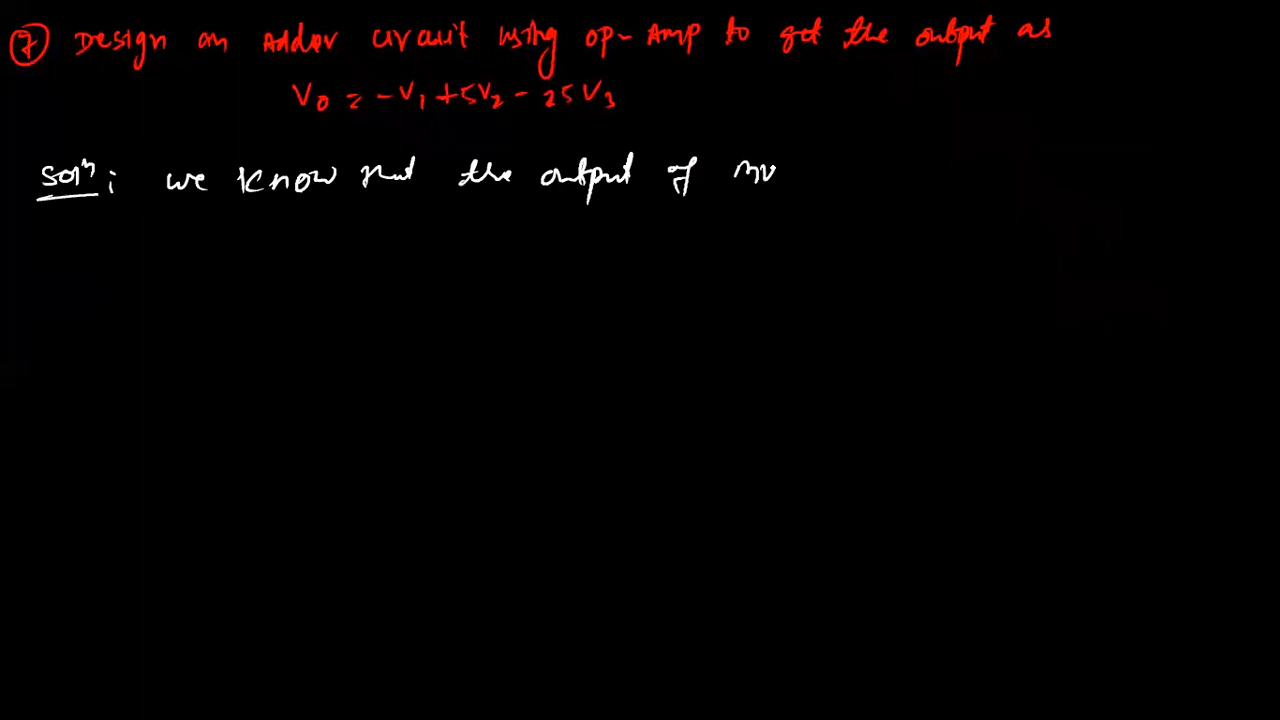 7 Design an Adder circuit using op-Amp to get the output as
V0 = -V1 + 5V2 - 25V3
Soln: we know that the output of inv